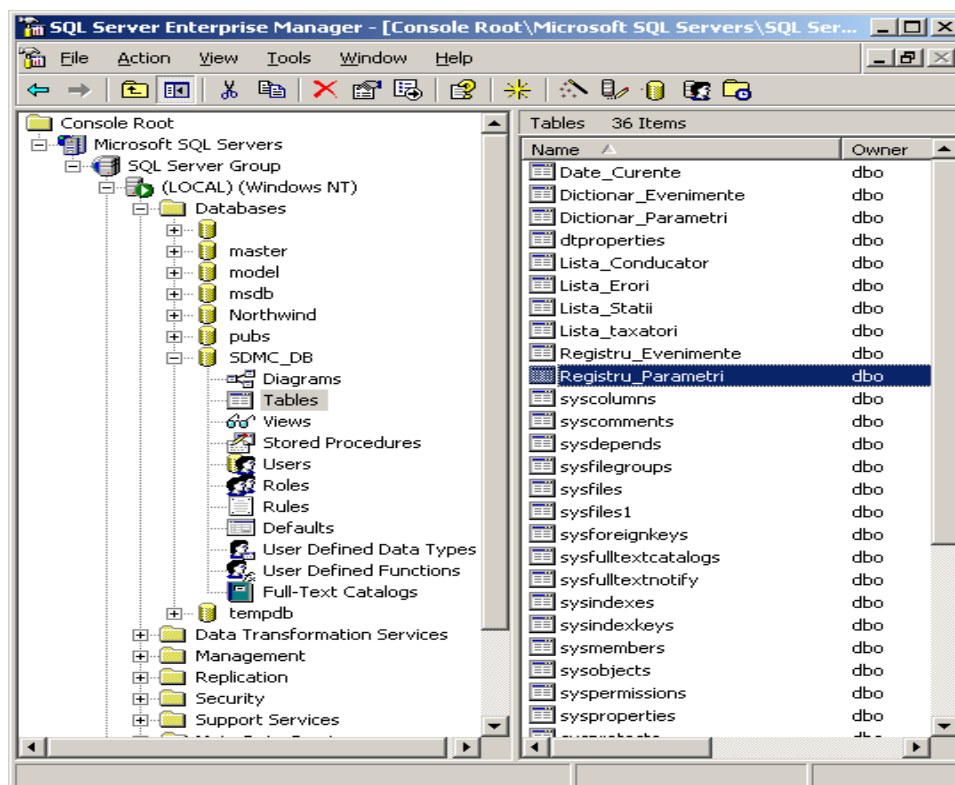 SQL Server Enterprise Manager - [Console Root\Microsoft SQL Servers\SQL Ser...
File Action View Tools Window Help
Console Root
Microsoft SQL Servers
SQL Server Group
(LOCAL) (Windows NT)
Databases
master
model
msdb
Northwind
pubs
SDMC_DB
Diagrams
Tables
Views
Stored Procedures
Users
Roles
Rules
Defaults
User Defined Data Types
User Defined Functions
Full-Text Catalogs
tempdb
Data Transformation Services
Management
Replication
Security
Support Services
Tables 36 Items
Name Owner
Date_Curente dbo
Dictionar_Evenimente dbo
Dictionar_Parametri dbo
dtproperties dbo
Lista_Conducator dbo
Lista_Erori dbo
Lista_Statii dbo
Lista_taxatori dbo
Registru_Evenimente dbo
Registru_Parametri dbo
syscolumns dbo
syscomments dbo
sysdepends dbo
sysfilegroups dbo
sysfiles dbo
sysfiles1 dbo
sysforeignkeys dbo
sysfulltextcatalogs dbo
sysfulltextnotify dbo
sysindexes dbo
sysindexkeys dbo
sysmembers dbo
sysobjects dbo
syspermissions dbo
sysproperties dbo